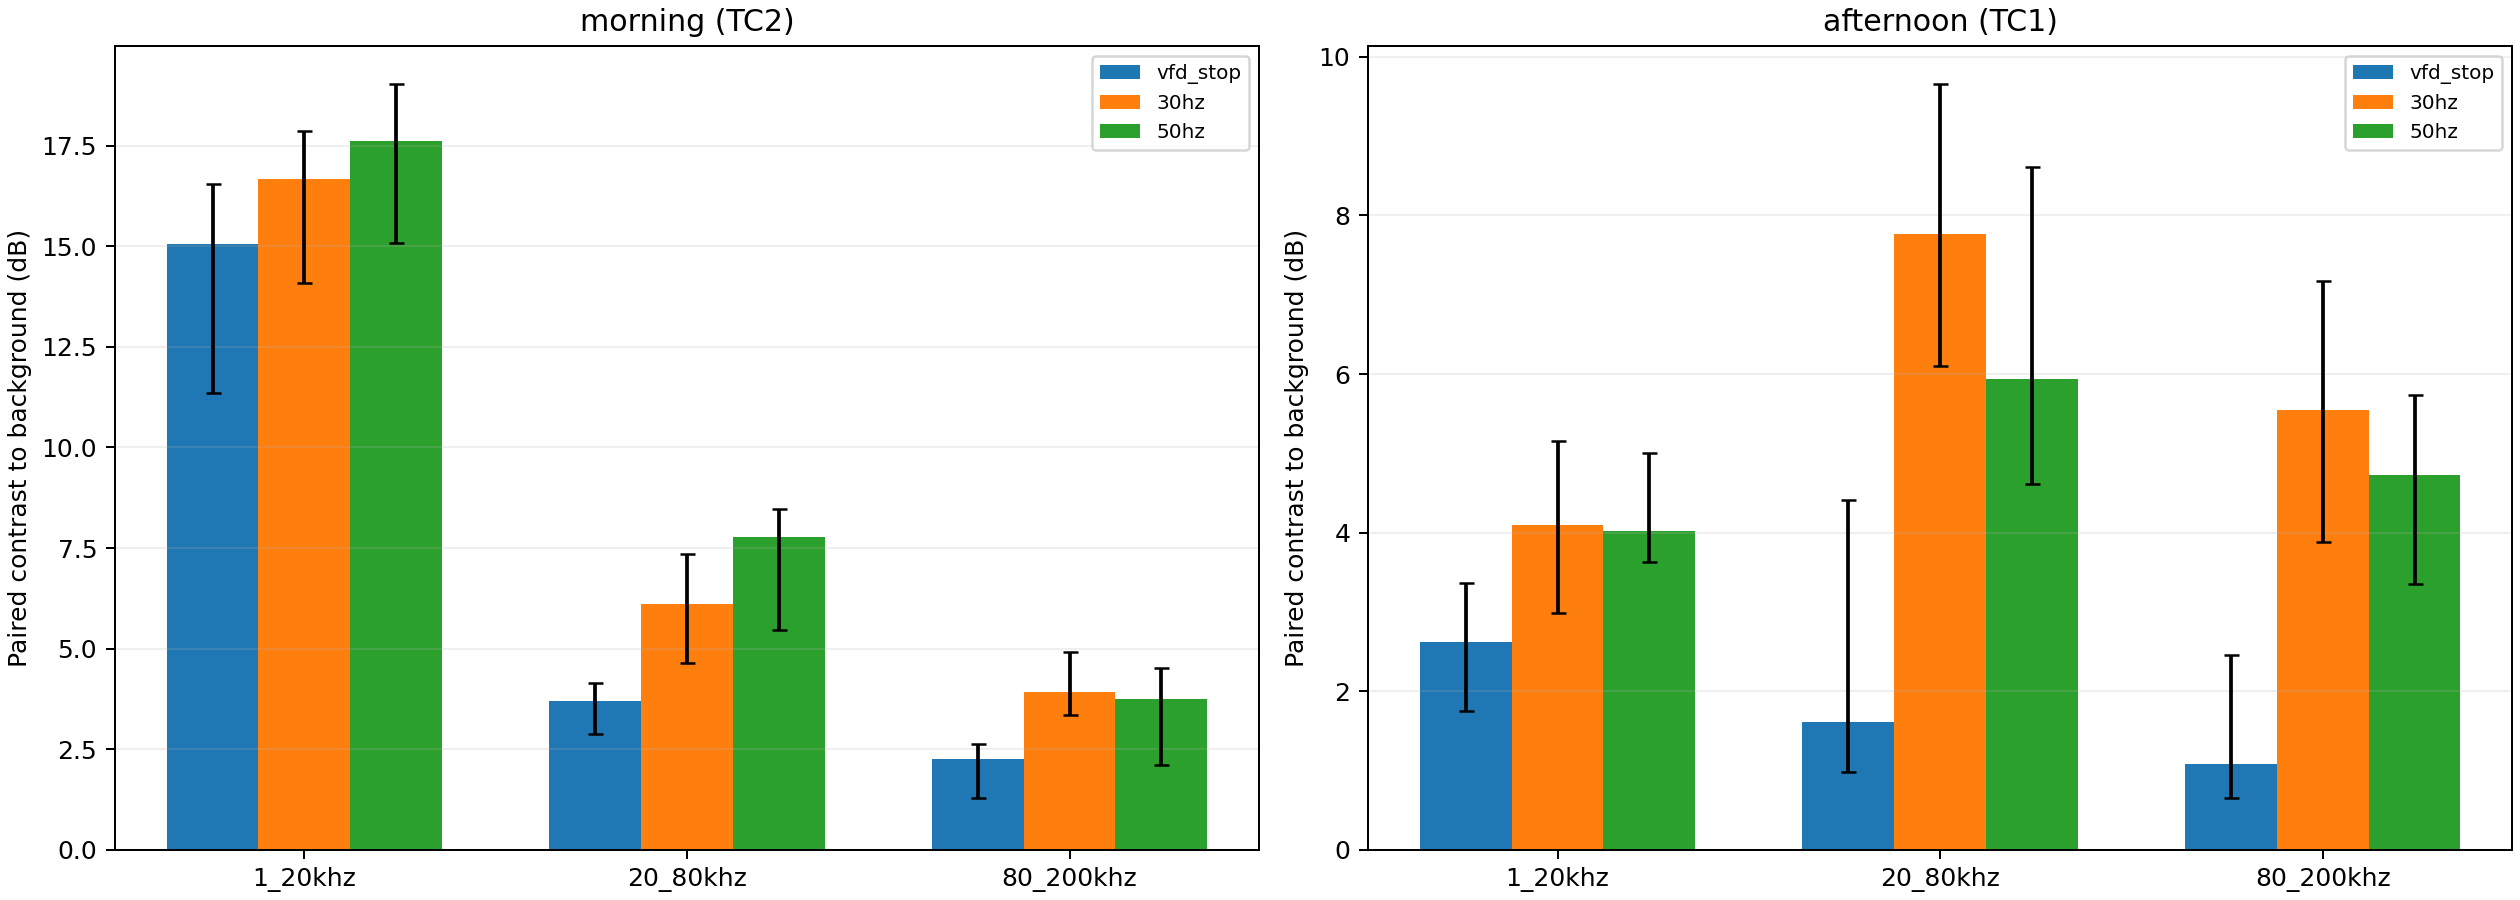 morning (TC2)
Paired contrast to background (dB)
17.5
15.0
12.5
10.0
7.5
5.0
2.5
0.0
1_20khz
20_80khz
80_200khz
vfd_stop
30hz
50hz
afternoon (TC1)
Paired contrast to background (dB)
10
8
6
4
2
0
1_20khz
20_80khz
80_200khz
vfd_stop
30hz
50hz